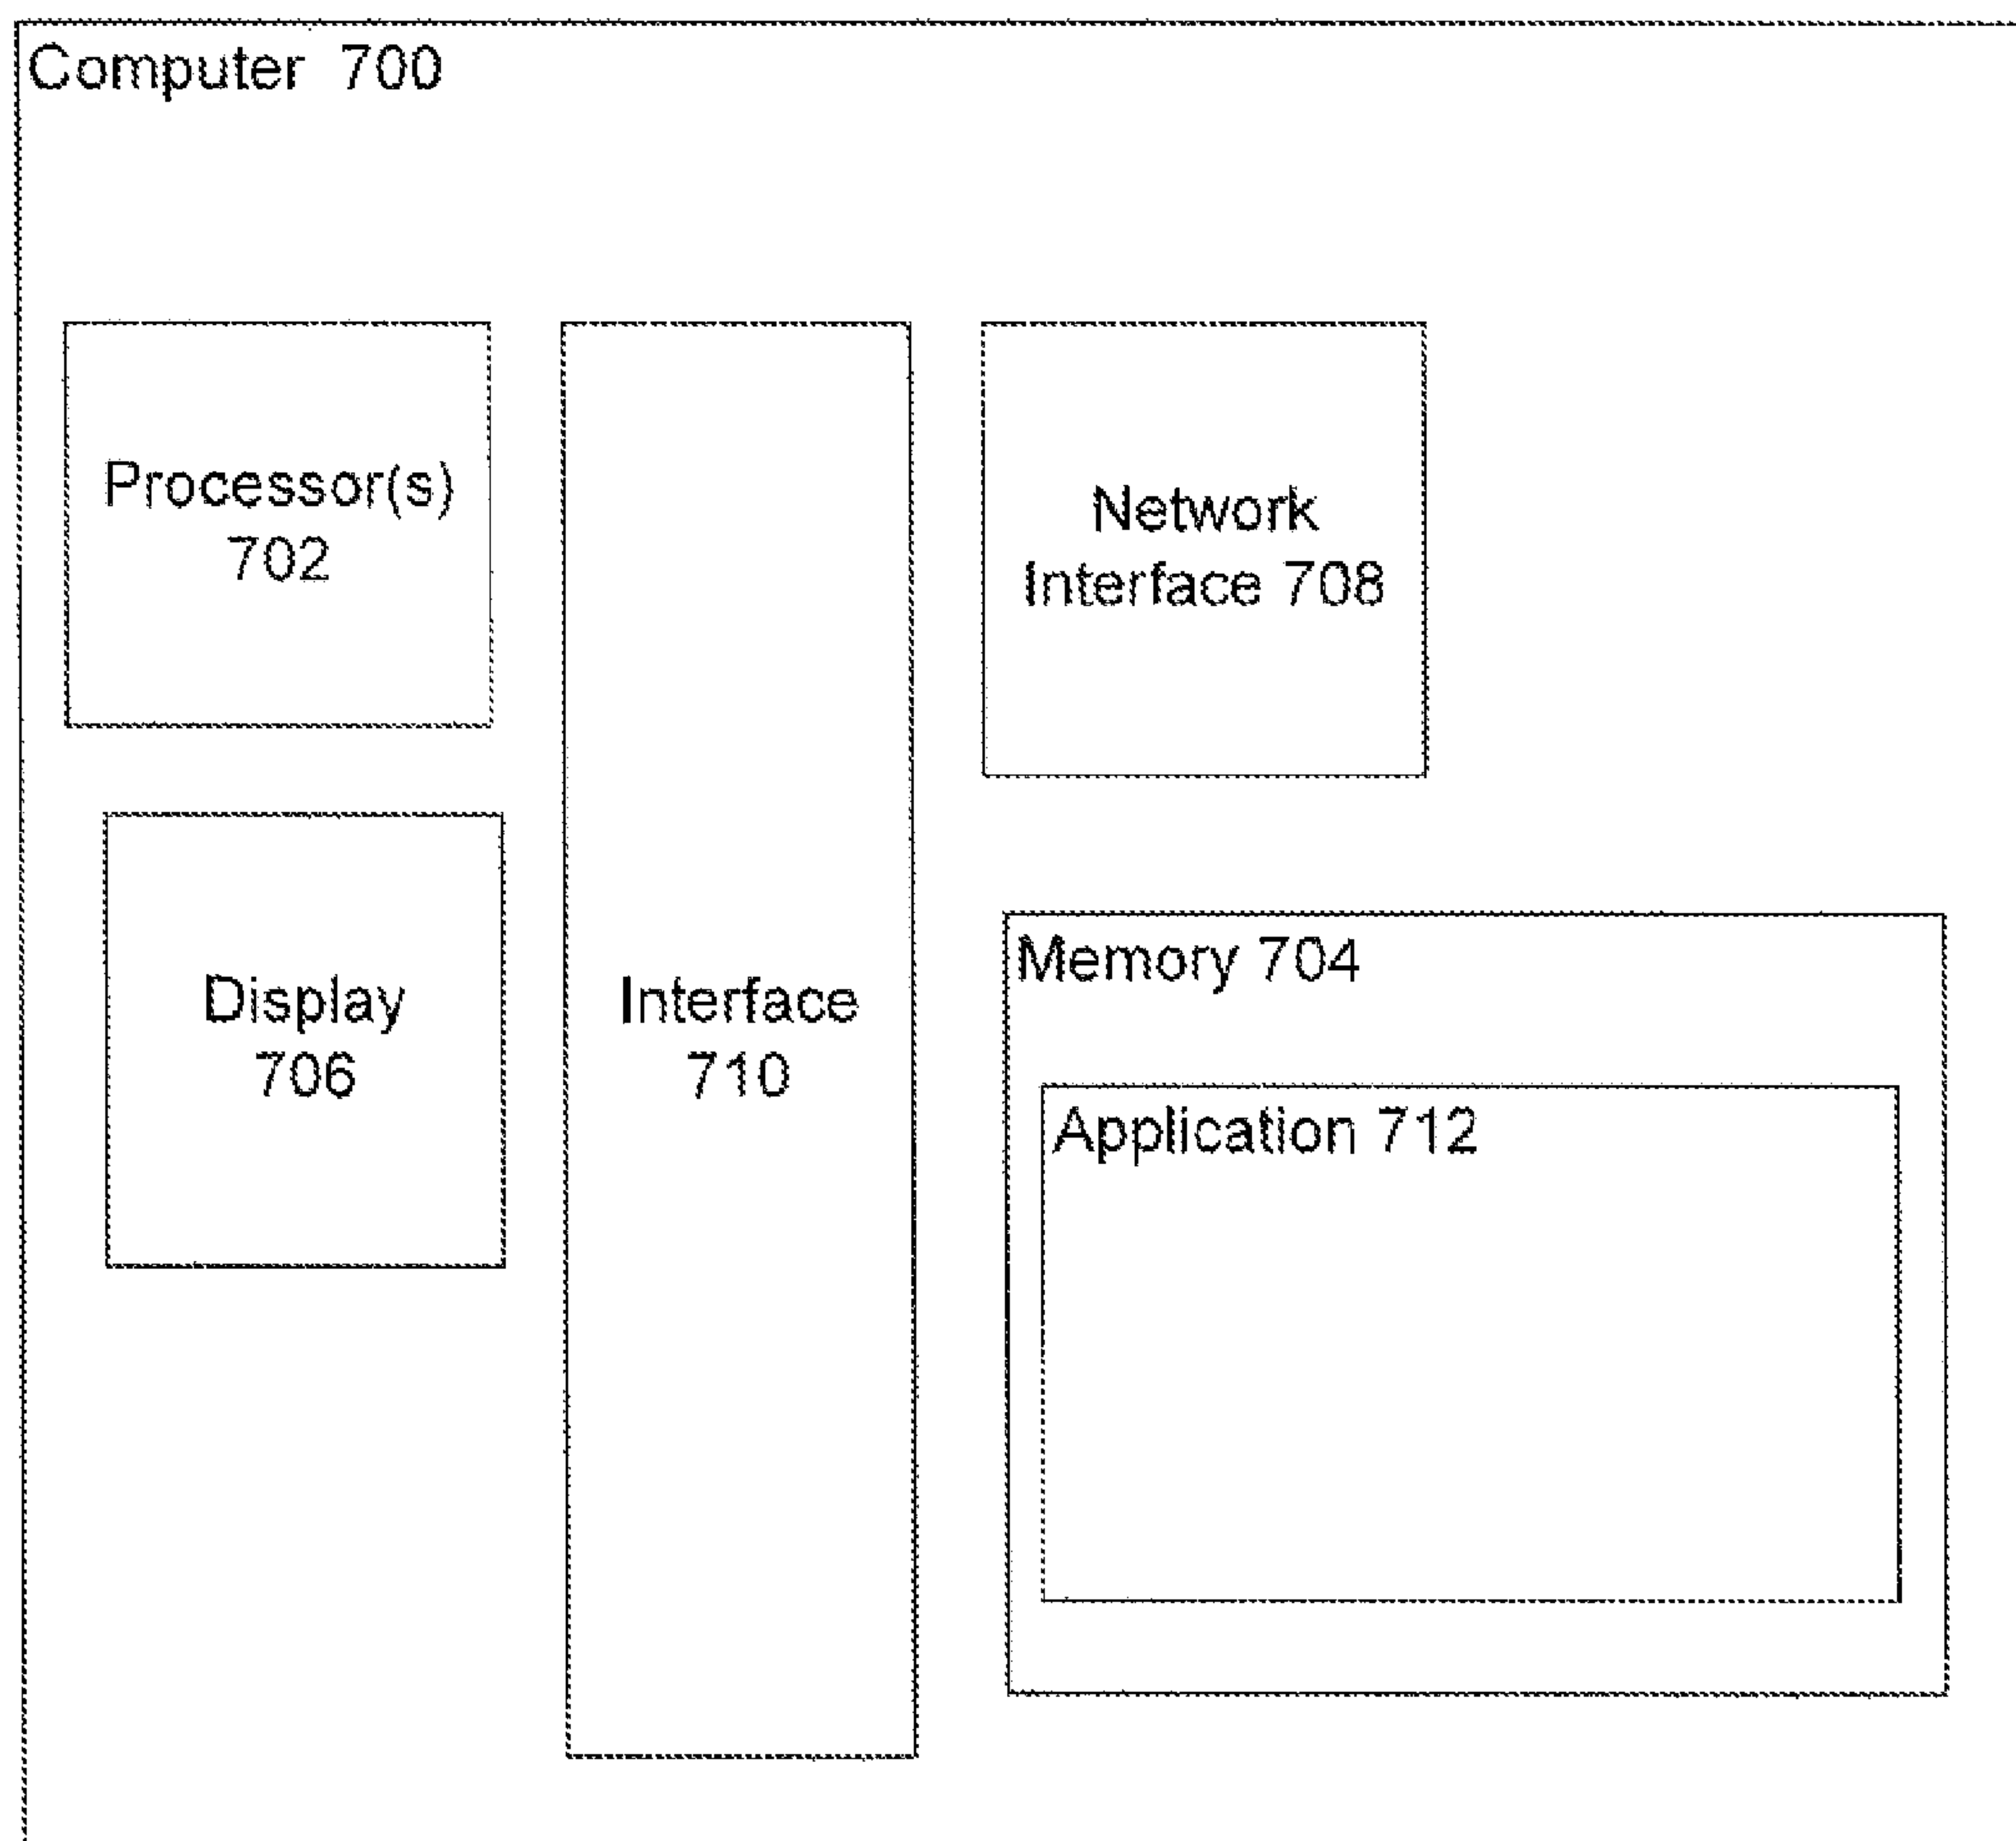 Computer 700
Processor(s)
702
Network
Interface 708
Display
706
Interface
710
Memory 704
Application 712